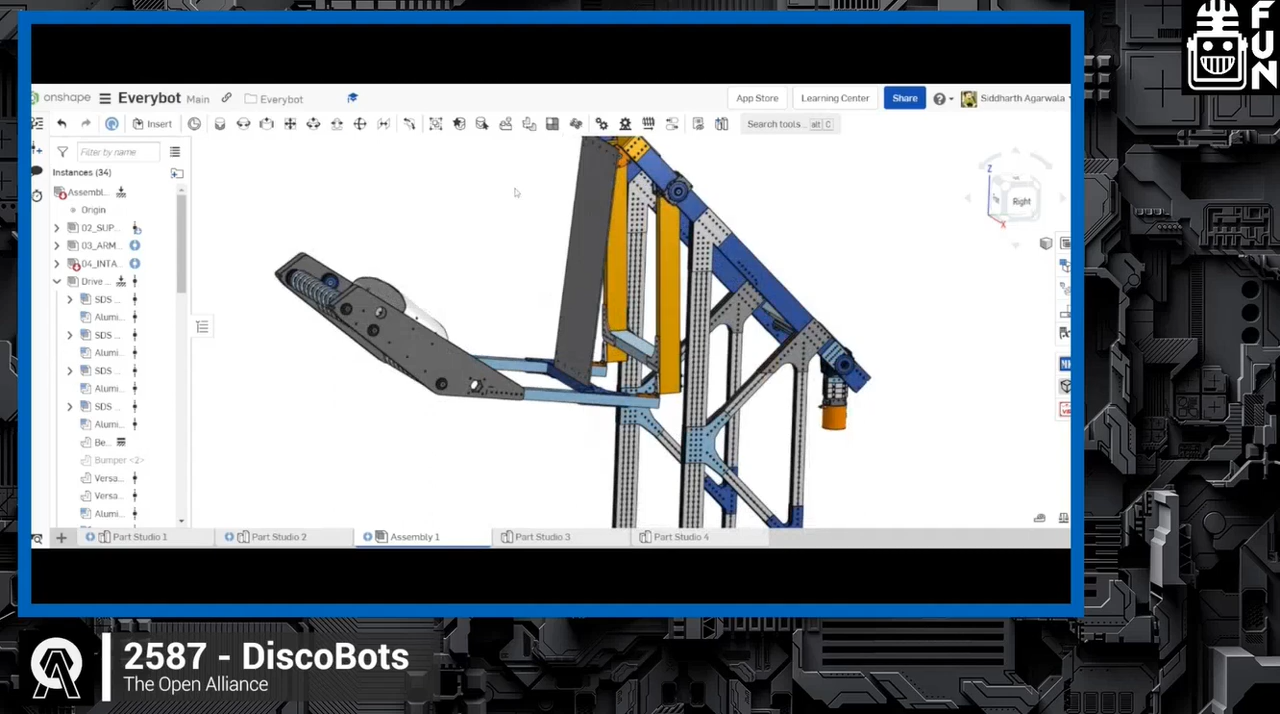 FUN
onshape Everybot Main Everybot App Store Learning Center Share Siddharth Agarwala
Insert Search tools... alt C
Filter by name
Instances (34)
Assembl...
Origin
02_SUP...
03_ARM...
04_INTA...
Drive ...
SDS ...
Alumi...
SDS ...
Alumi...
SDS ...
Alumi...
SDS ...
Alumi...
Be...
Bumper <2>
Versa...
Versa...
Alumi...
Z
Right
X
Part Studio 1 Part Studio 2 Assembly 1 Part Studio 3 Part Studio 4
2587 - DiscoBots
The Open Alliance